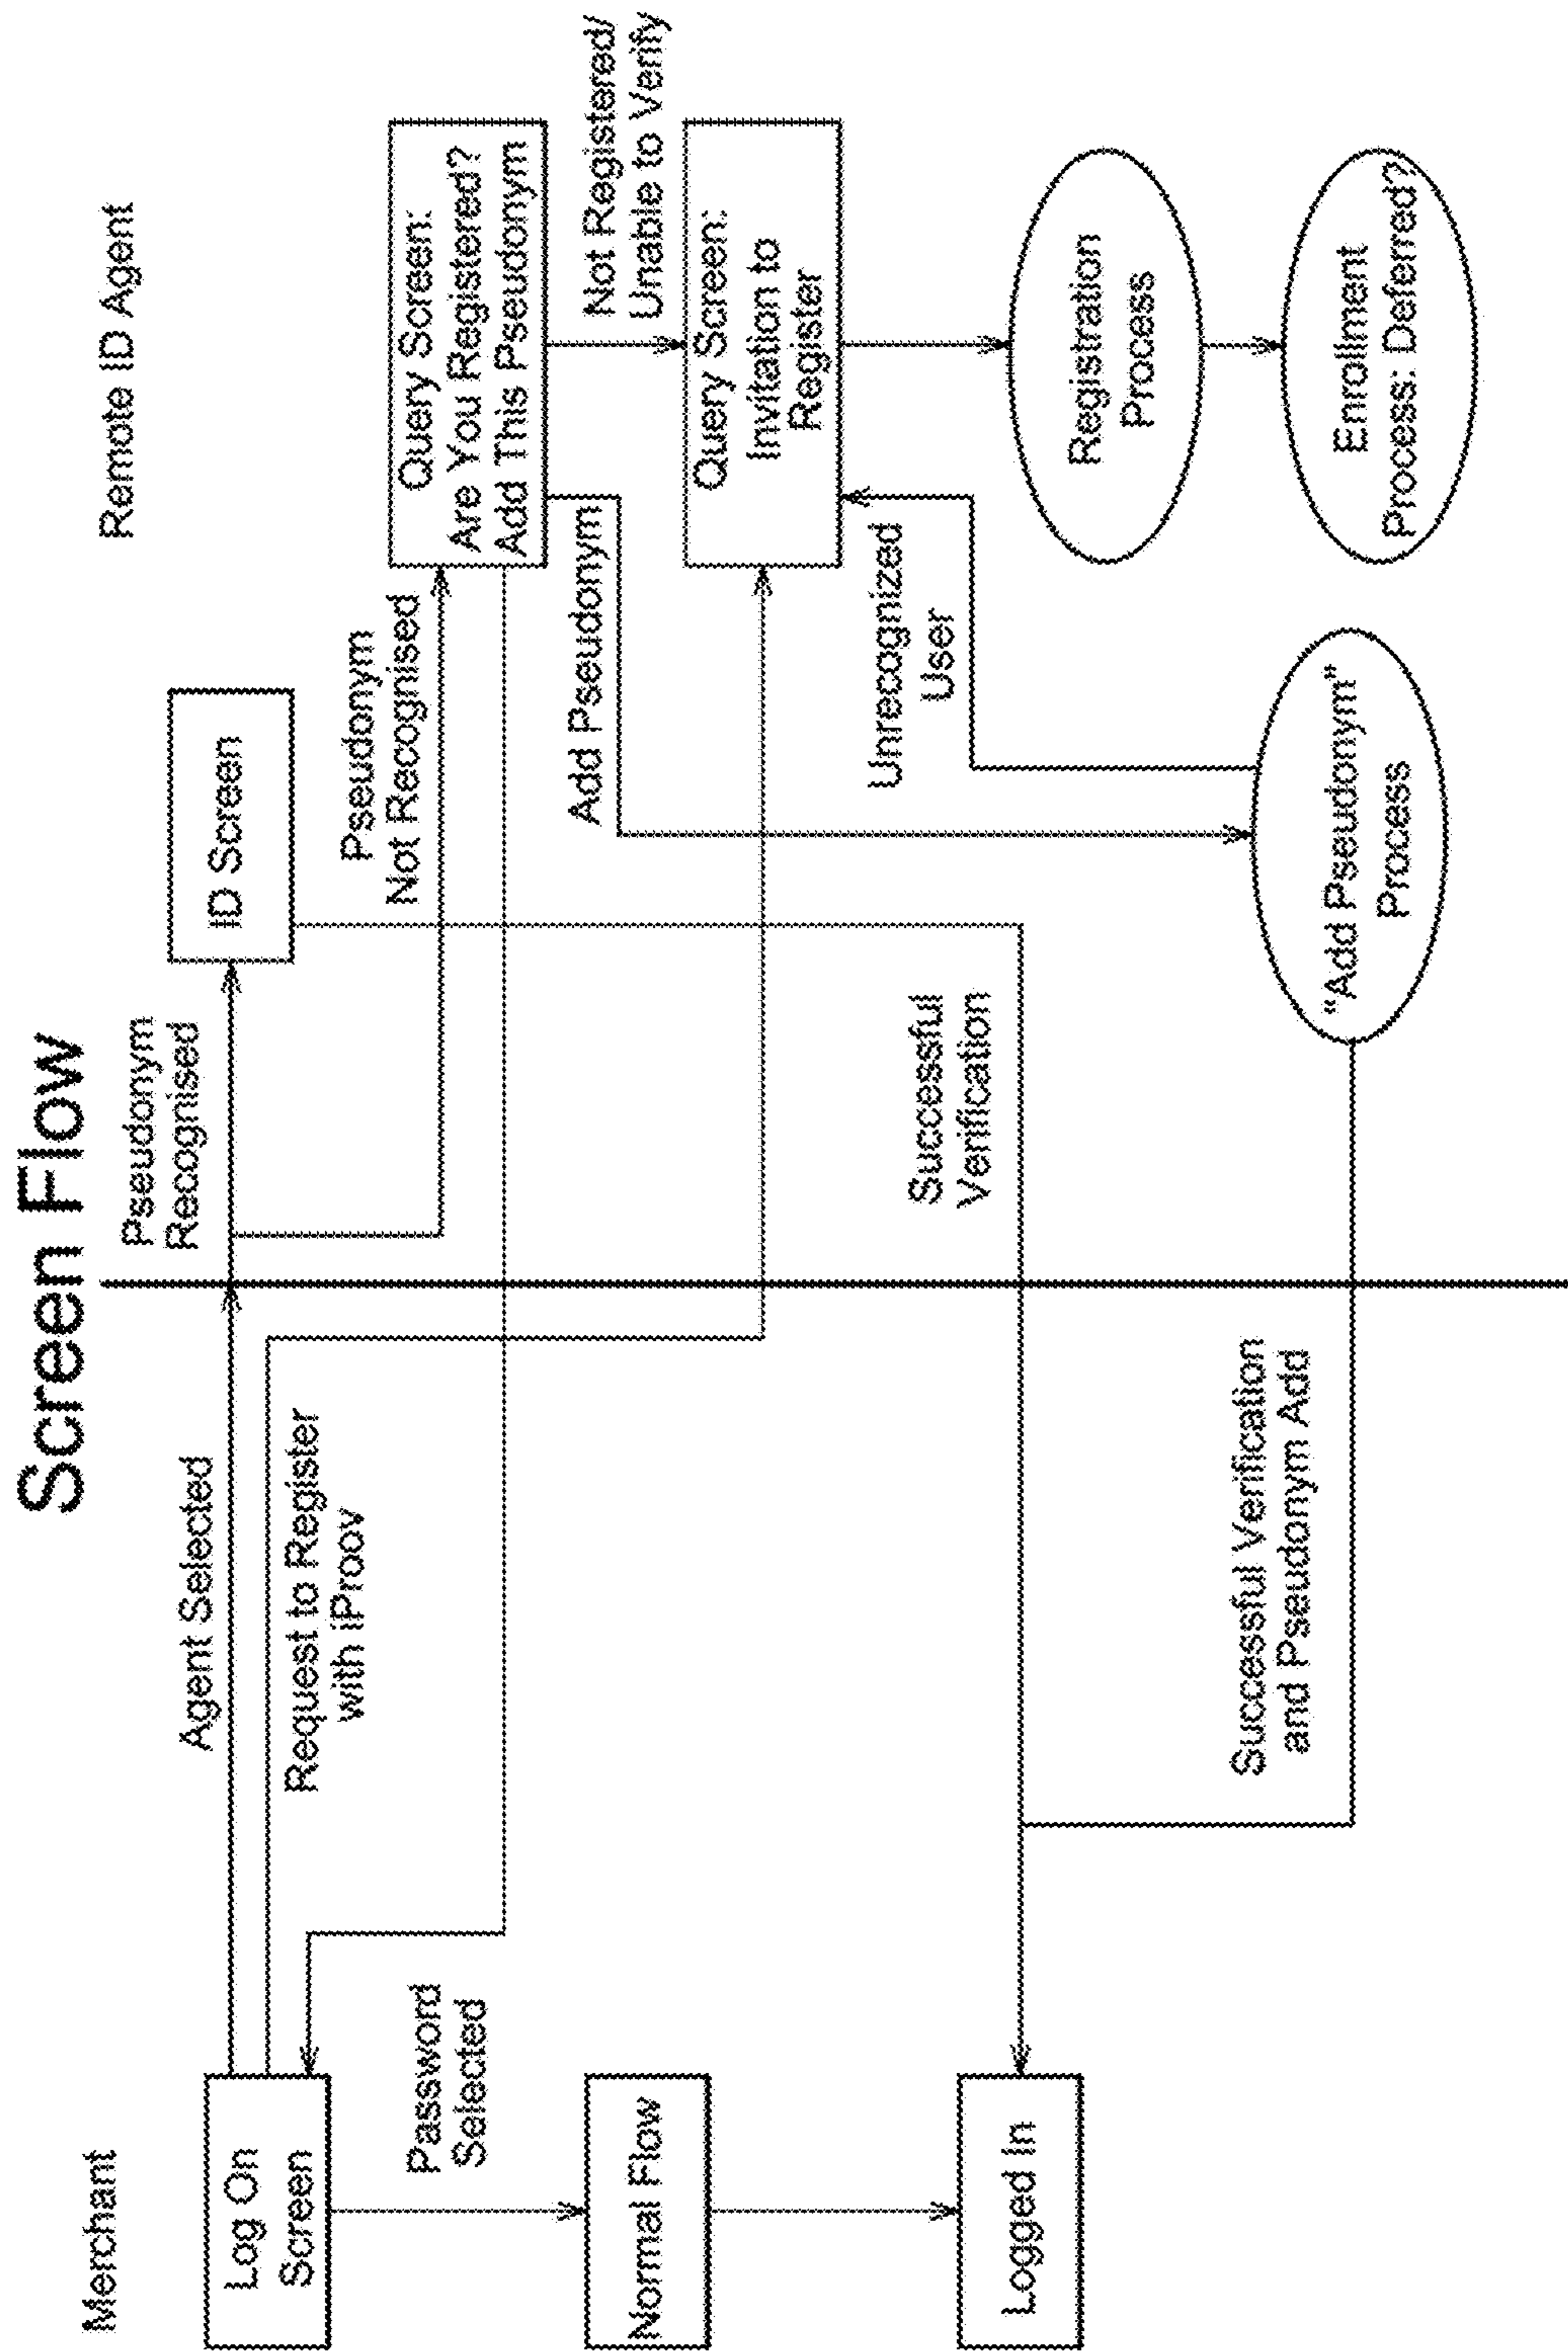 Screen Flow
Merchant
Remote ID Agent
Log On
Screen
Agent Selected
Pseudonym
Recognised
ID Screen
Request to Register
with iProov
Pseudonym
Not Recognised
Query Screen:
Are You Registered?
Add This Pseudonym
Password
Selected
Add Pseudonym
Not Registered/
Unable to Verify
Normal Flow
Query Screen:
Invitation to
Register
Unrecognized
User
Successful
Verification
Logged In
Registration
Process
Successful Verification
and Pseudonym Add
"Add Pseudonym"
Process
Enrollment
Process: Deferred?